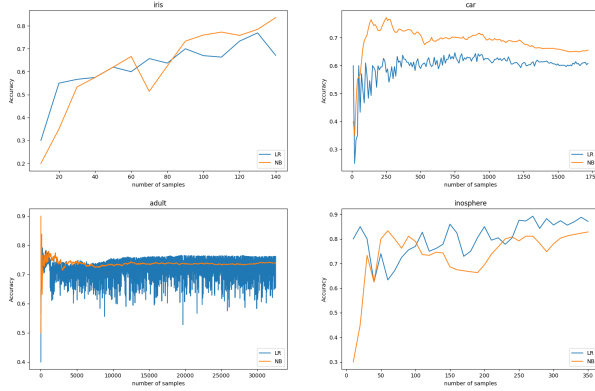 iris
Accuracy
0.8
0.7
0.6
0.5
0.4
0.3
0.2
20 40 60 80 100 120 140
number of samples
LR
NB
car
Accuracy
0.7
0.6
0.5
0.4
0.3
0 250 500 750 1000 1250 1500 1750
number of samples
LR
NB
adult
Accuracy
0.9
0.8
0.7
0.6
0.5
0.4
0 5000 10000 15000 20000 25000 30000
number of samples
LR
NB
inosphere
Accuracy
0.9
0.8
0.7
0.6
0.5
0.4
0.3
0 50 100 150 200 250 300 350
number of samples
LR
NB